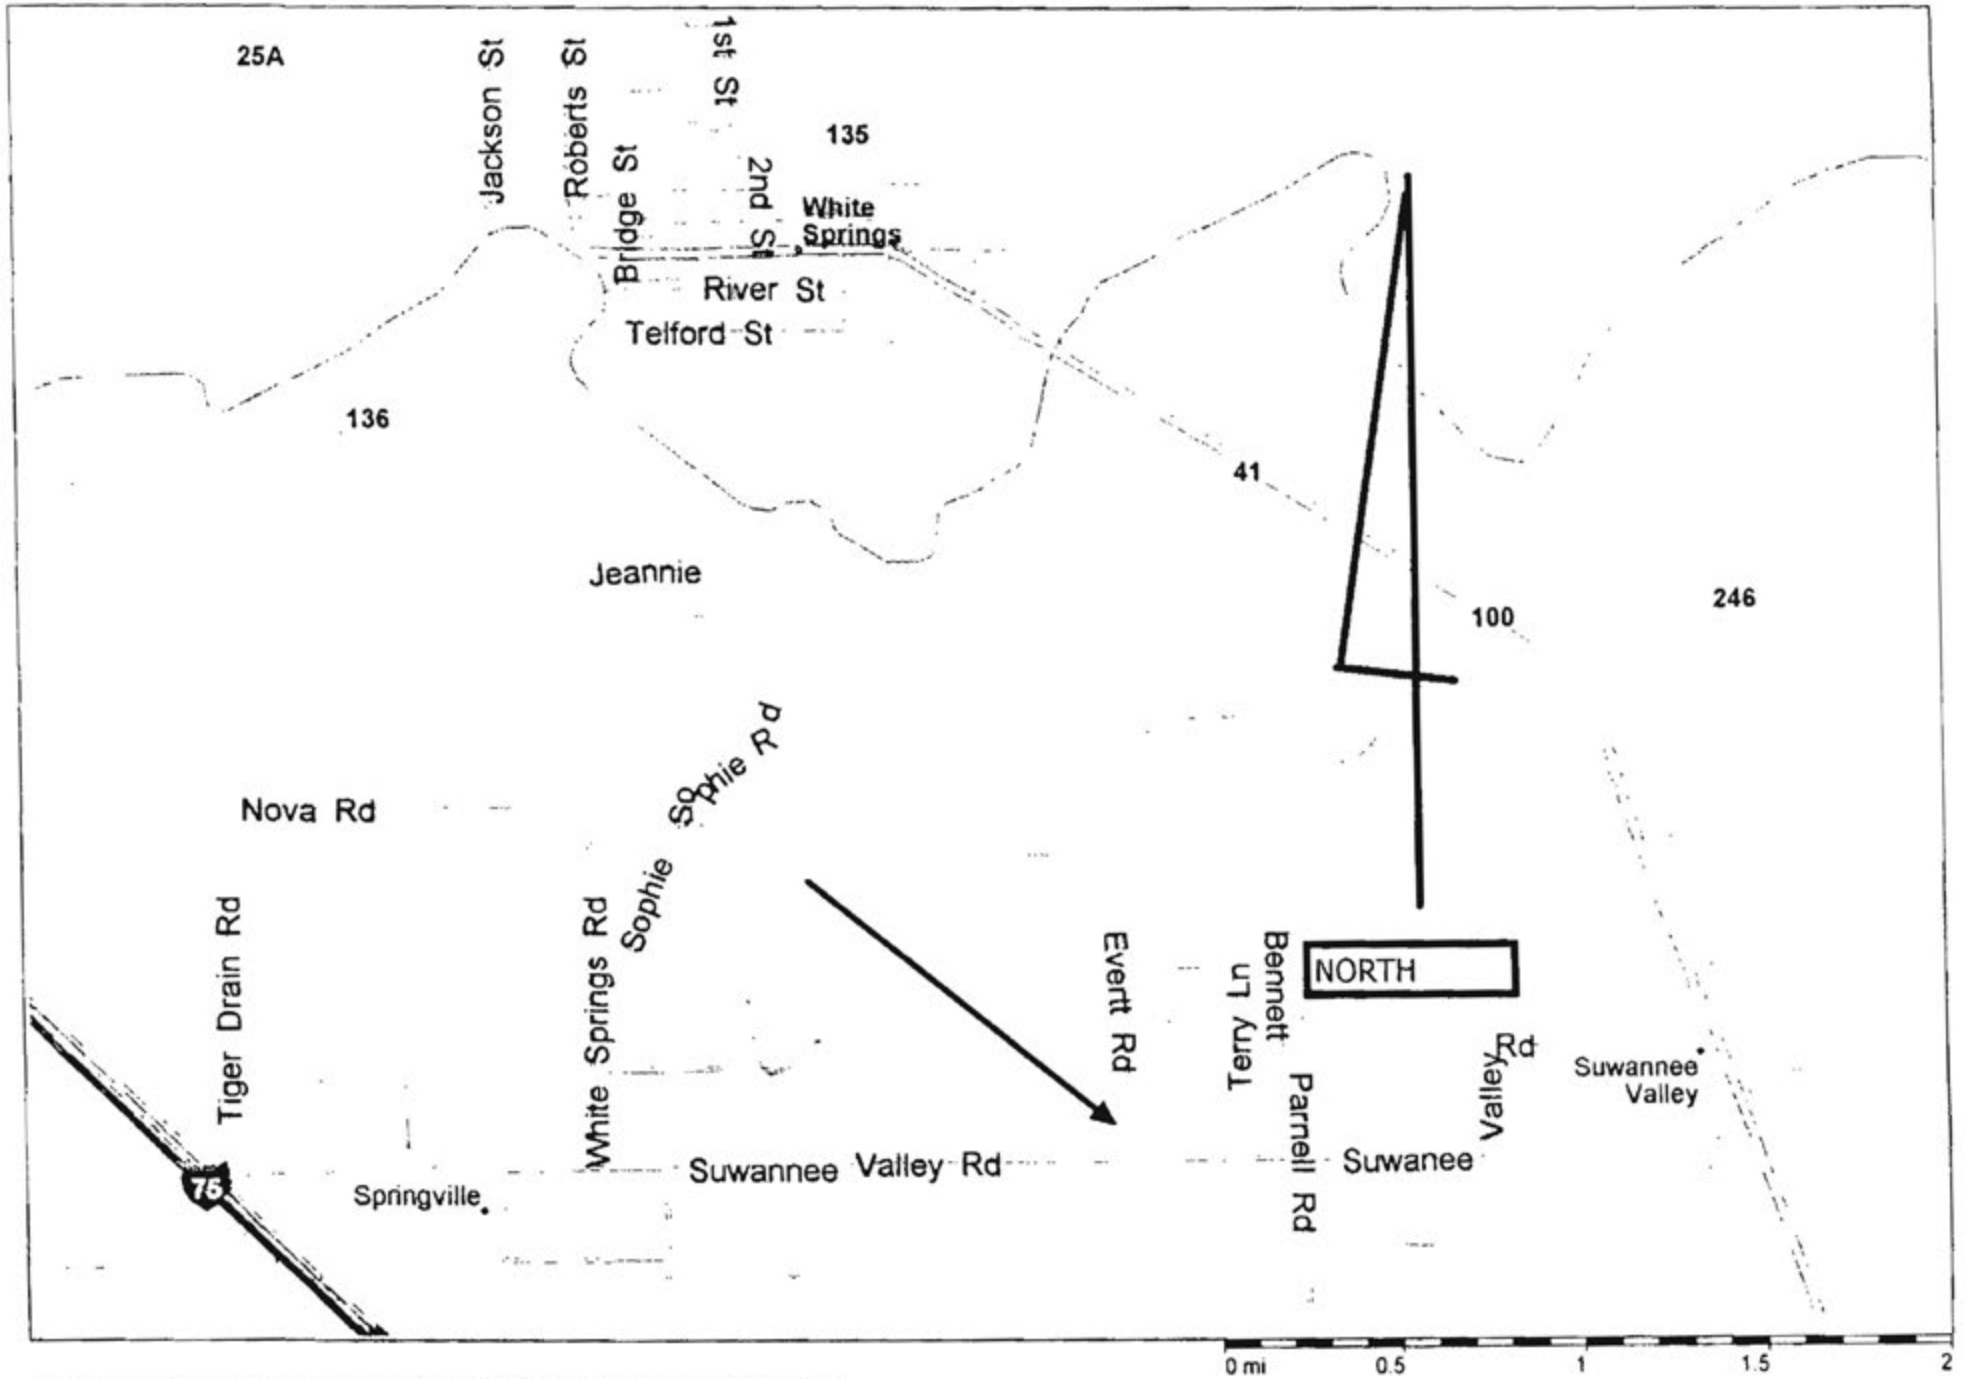 25A
Jackson St
Roberts St
1st St
135
Bridge St
2nd St
White
Springs
River St
Telford St
136
41
Jeannie
100
246
Sophie Rd
Nova Rd
Sophie
Tiger Drain Rd
White Springs Rd
Evertt Rd
Terry Ln
Bennett
NORTH
Rd
Valley
Suwannee
Valley
Parnell Rd
Suwannee Valley Rd
Suwanee
75
Springville
0 mi 0.5 1 1.5 2